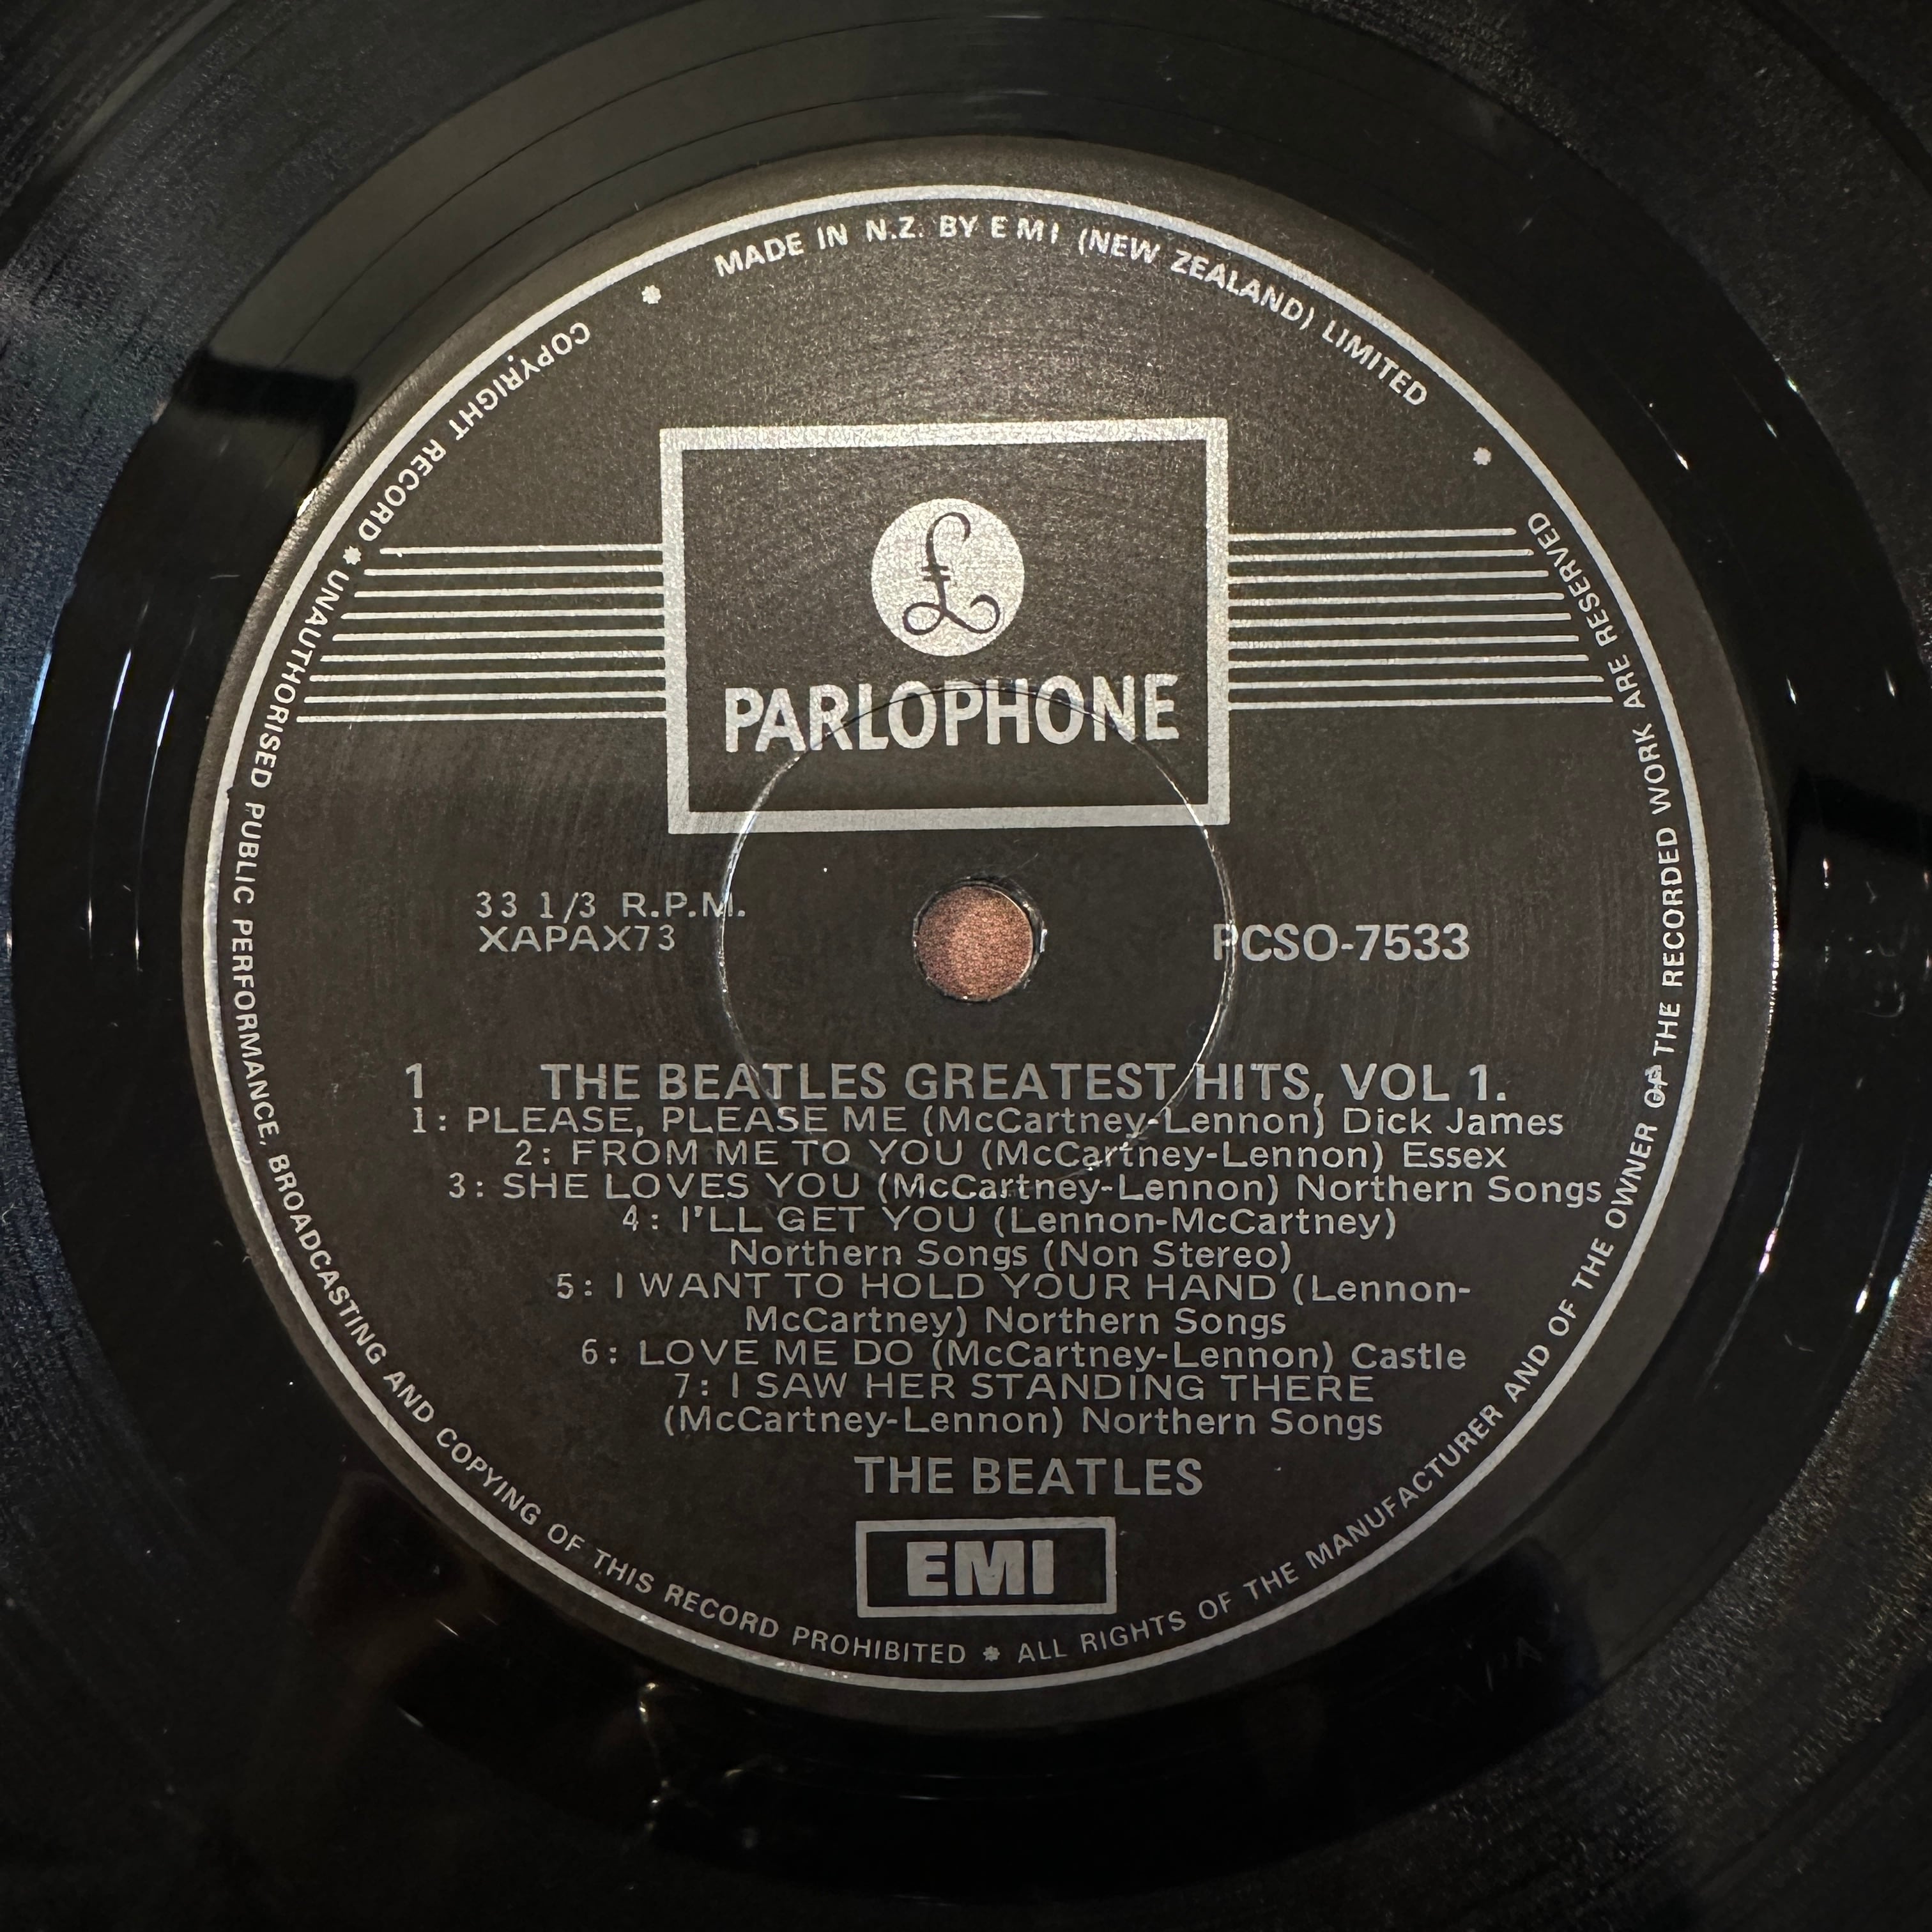 MADE IN N.Z. BY EMI (NEW ZEALAND) LIMITED
COPYRIGHT RECORD * UNAUTHORISED PUBLIC PERFORMANCE, BROADCASTING AND COPYING OF THIS RECORD PROHIBITED * ALL RIGHTS OF THE MANUFACTURER AND OF THE OWNER OF THE RECORDED WORK ARE RESERVED *
£
PARLOPHONE
33 1/3 R.P.M.
XAPAX73
PCSO-7533
1 THE BEATLES GREATEST HITS, VOL 1.
1: PLEASE, PLEASE ME (McCartney-Lennon) Dick James
2: FROM ME TO YOU (McCartney-Lennon) Essex
3: SHE LOVES YOU (McCartney-Lennon) Northern Songs
4: I'LL GET YOU (Lennon-McCartney)
Northern Songs (Non Stereo)
5: I WANT TO HOLD YOUR HAND (Lennon-
McCartney) Northern Songs
6: LOVE ME DO (McCartney-Lennon) Castle
7: I SAW HER STANDING THERE
(McCartney-Lennon) Northern Songs
THE BEATLES
EMI